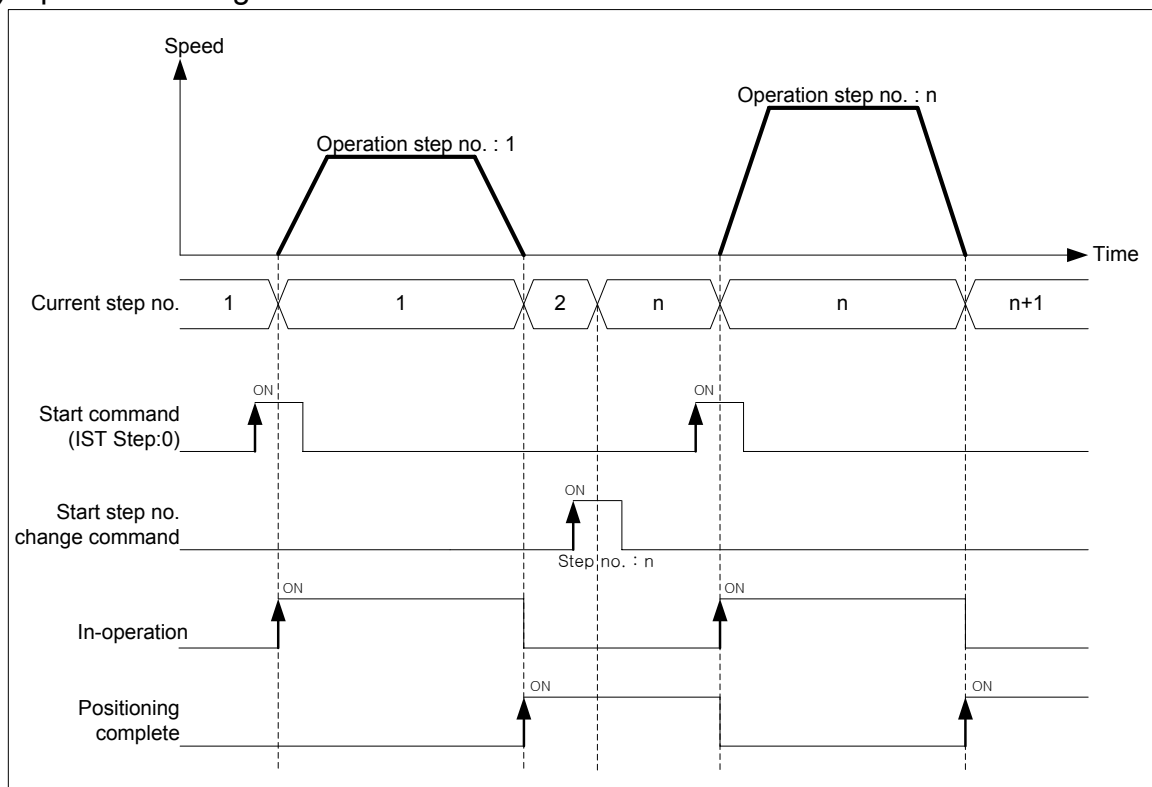 Speed
Operation step no. : n
Operation step no. : 1
Time
Current step no.
1
1
2
n
n
n+1
ON
ON
Start command
(IST Step:0)
ON
Start step no.
change command
Step no. : n
ON
ON
In-operation
ON
ON
Positioning
complete